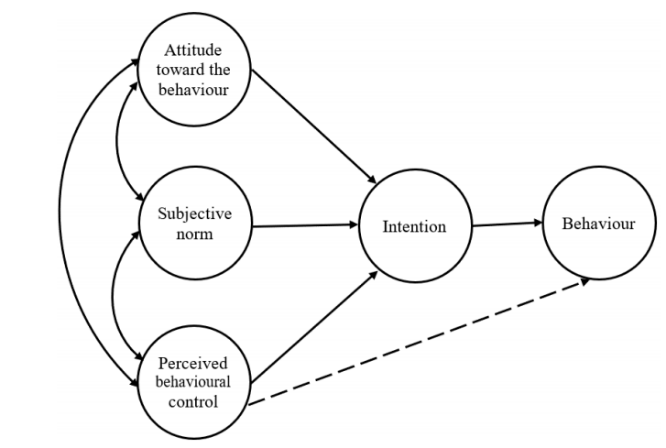 Attitude
toward the
behaviour
Subjective
norm
Intention
Behaviour
Perceived
behavioural
control